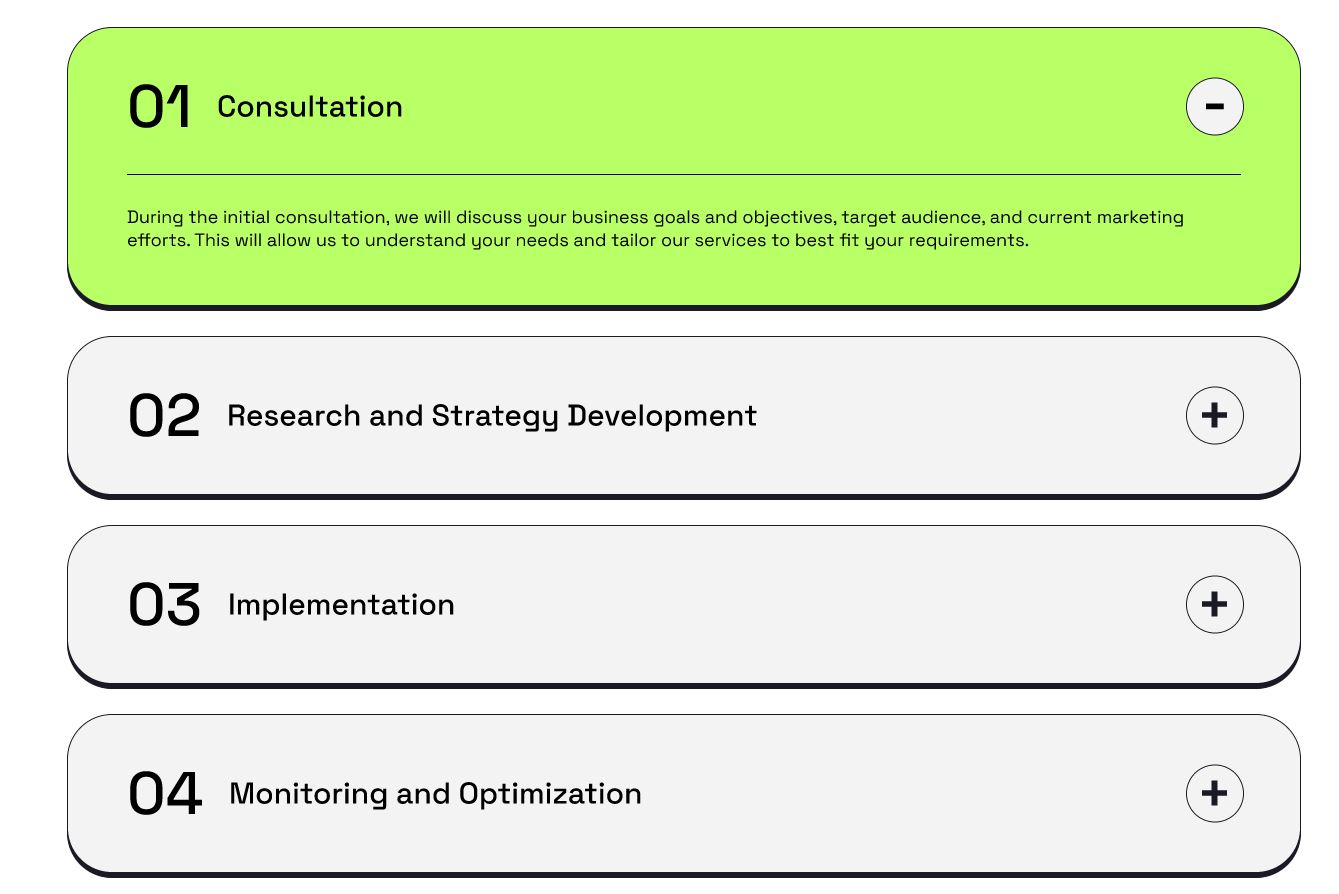 01 Consultation
During the initial consultation, we will discuss your business goals and objectives, target audience, and current marketing
efforts. This will allow us to understand your needs and tailor our services to best fit your requirements.
02 Research and Strategy Development
03 Implementation
04 Monitoring and Optimization